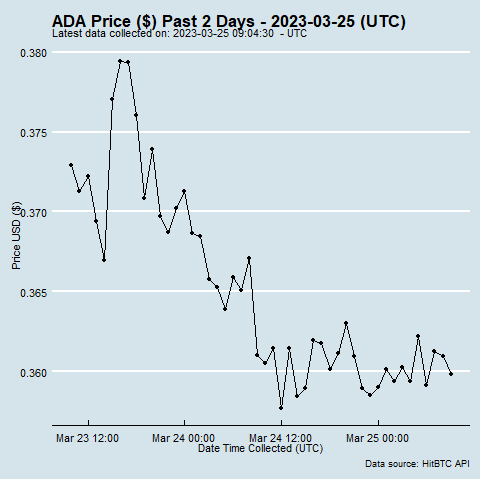 ADA Price ($) Past 2 Days - 2023-03-25 (UTC)
Latest data collected on: 2023-03-25 09:04:30 - UTC
0.380
0.375
0.370
0.365
0.360
Price USD ($)
Mar 23 12:00
Mar 24 00:00
Mar 24 12:00
Mar 25 00:00
Date Time Collected (UTC)
Data source: HitBTC API